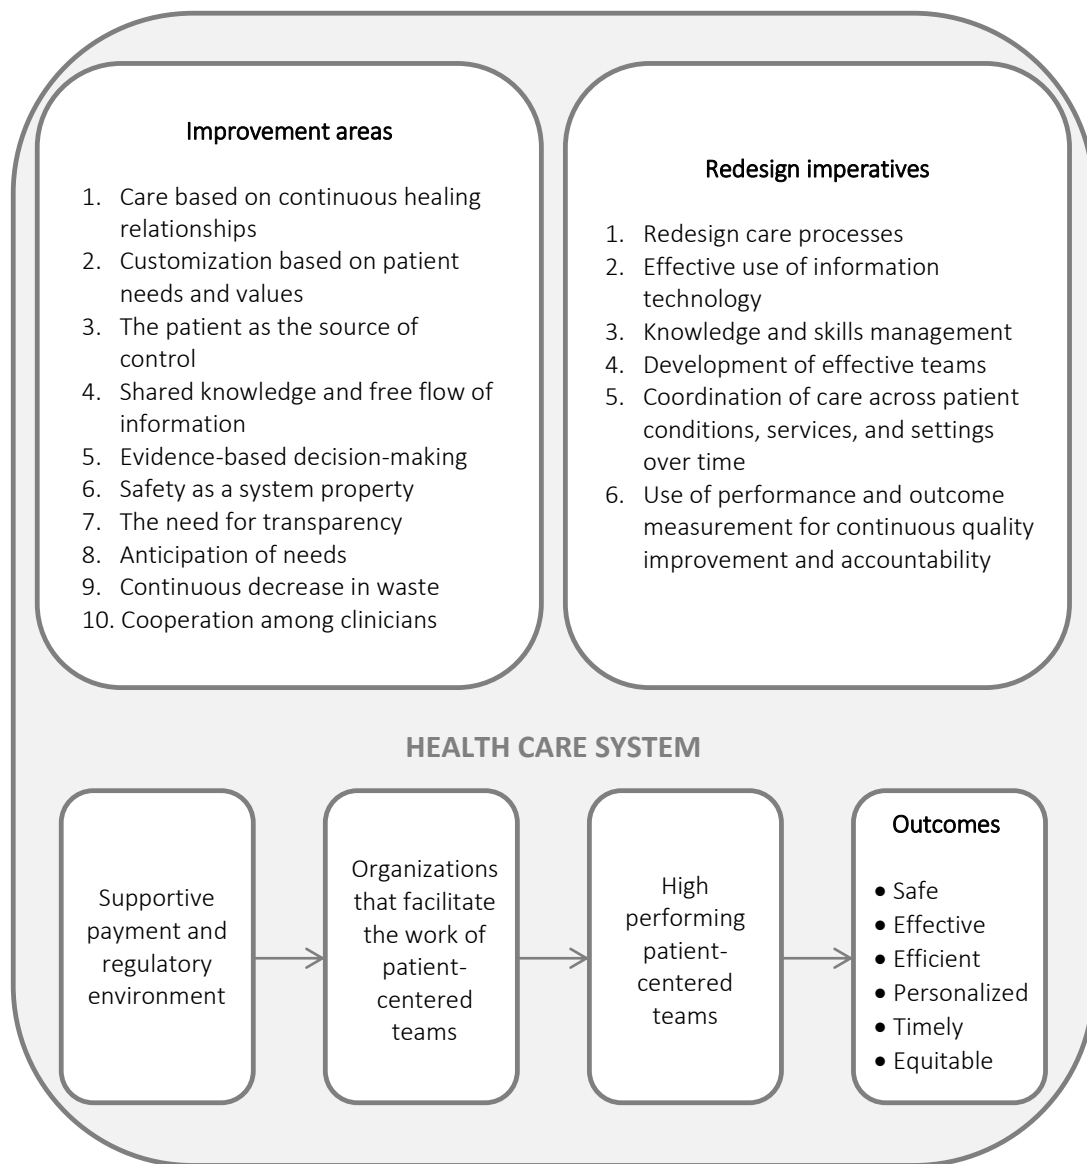 Improvement areas
1. Care based on continuous healing
relationships
2. Customization based on patient
needs and values
3. The patient as the source of
control
4. Shared knowledge and free flow of
information
5. Evidence-based decision-making
6. Safety as a system property
7. The need for transparency
8. Anticipation of needs
9. Continuous decrease in waste
10. Cooperation among clinicians
Redesign imperatives
1. Redesign care processes
2. Effective use of information
technology
3. Knowledge and skills management
4. Development of effective teams
5. Coordination of care across patient
conditions, services, and settings
over time
6. Use of performance and outcome
measurement for continuous quality
improvement and accountability
HEALTH CARE SYSTEM
Supportive
payment and
regulatory
environment
Organizations
that facilitate
the work of
patient-
centered
teams
High
performing
patient-
centered
teams
Outcomes
• Safe
• Effective
• Efficient
• Personalized
• Timely
• Equitable